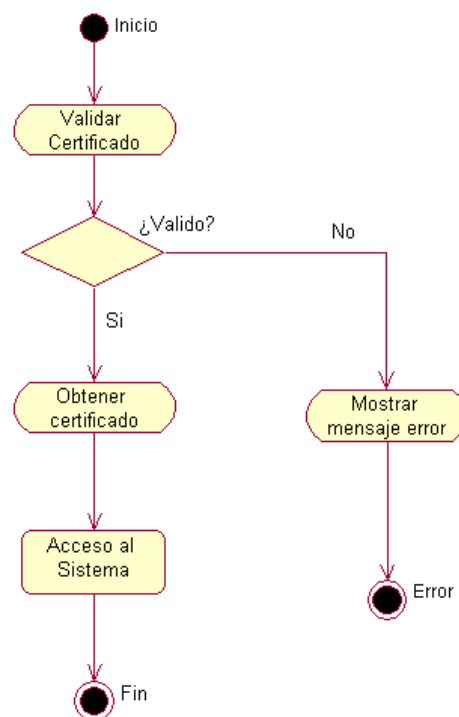 Inicio
Validar
Certificado
¿Valido?
No
Si
Obtener
certificado
Mostrar
mensaje error
Acceso al
Sistema
Error
Fin